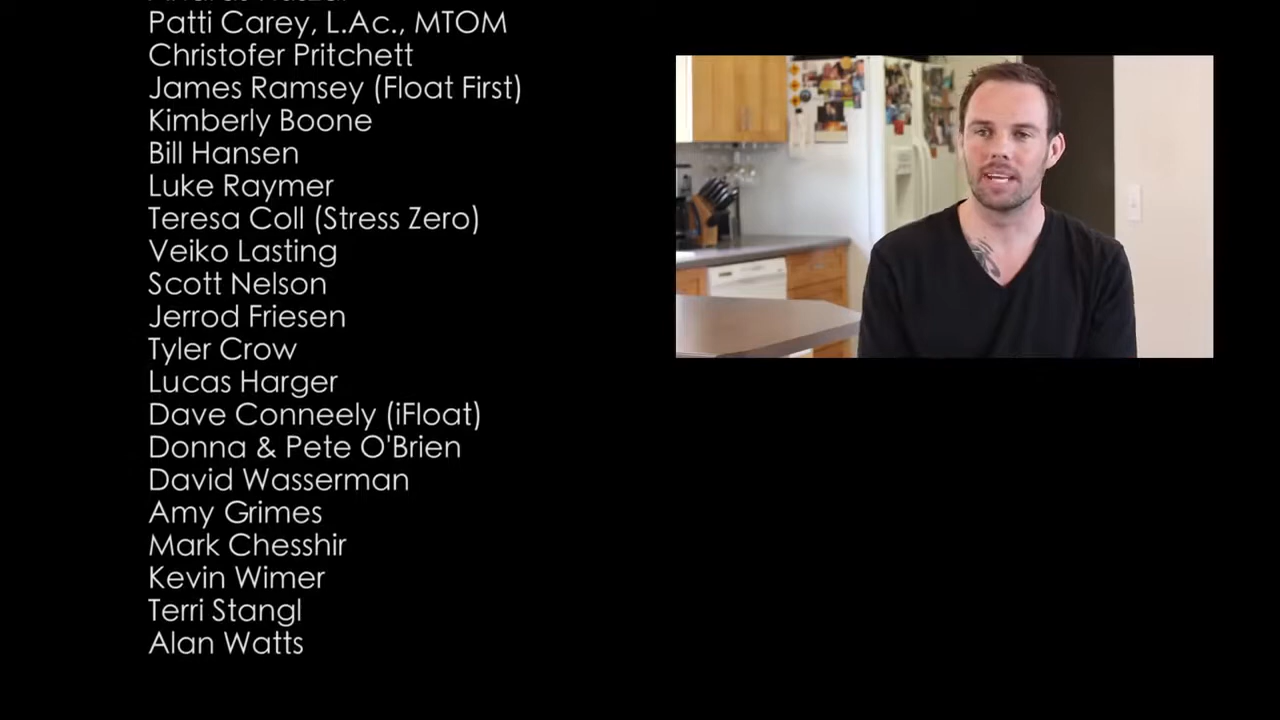 Patti Carey, L.Ac., MTOM
Christofer Pritchett
James Ramsey (Float First)
Kimberly Boone
Bill Hansen
Luke Raymer
Teresa Coll (Stress Zero)
Veiko Lasting
Scott Nelson
Jerrod Friesen
Tyler Crow
Lucas Harger
Dave Conneely (iFloat)
Donna & Pete O'Brien
David Wasserman
Amy Grimes
Mark Chesshir
Kevin Wimer
Terri Stangl
Alan Watts